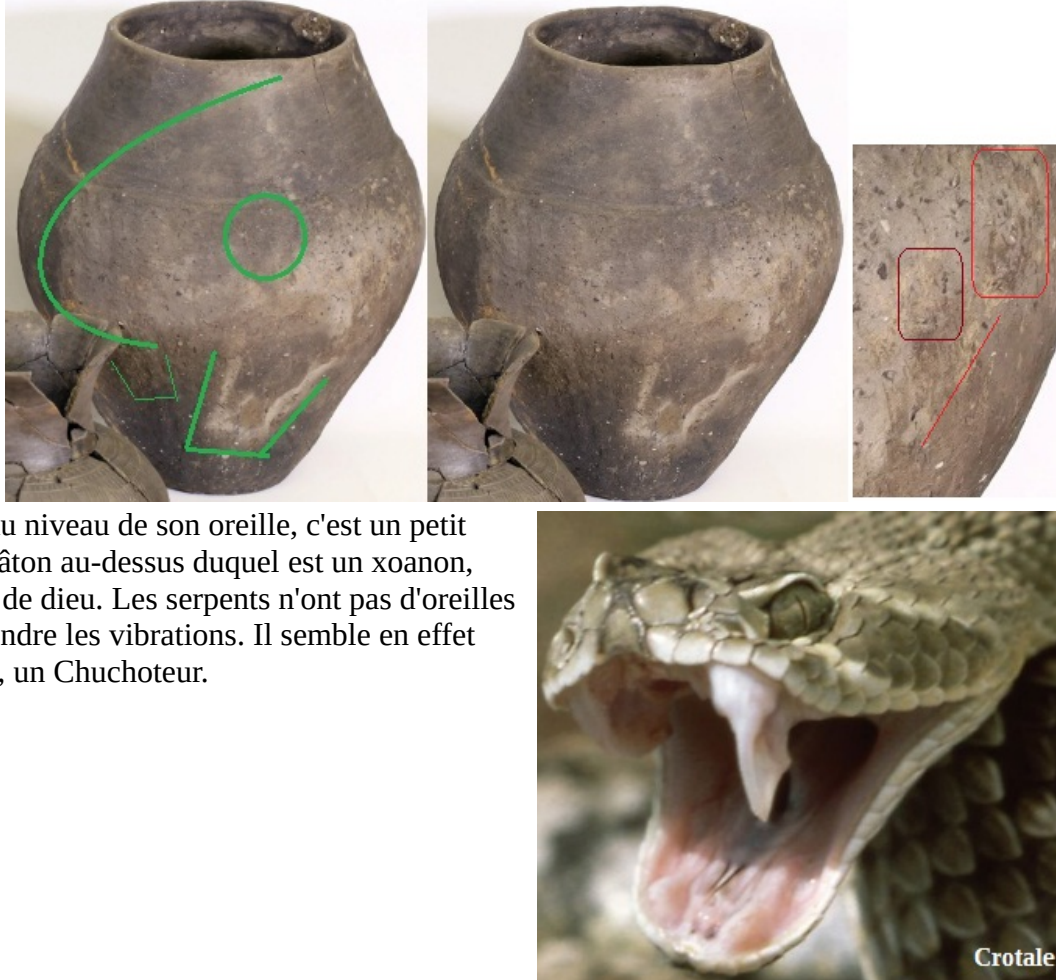 u niveau de son oreille, c'est un petit
âton au-dessus duquel est un xoanon,
de dieu. Les serpents n'ont pas d'oreilles
ndre les vibrations. Il semble en effet
, un Chuchoteur.
Crotale